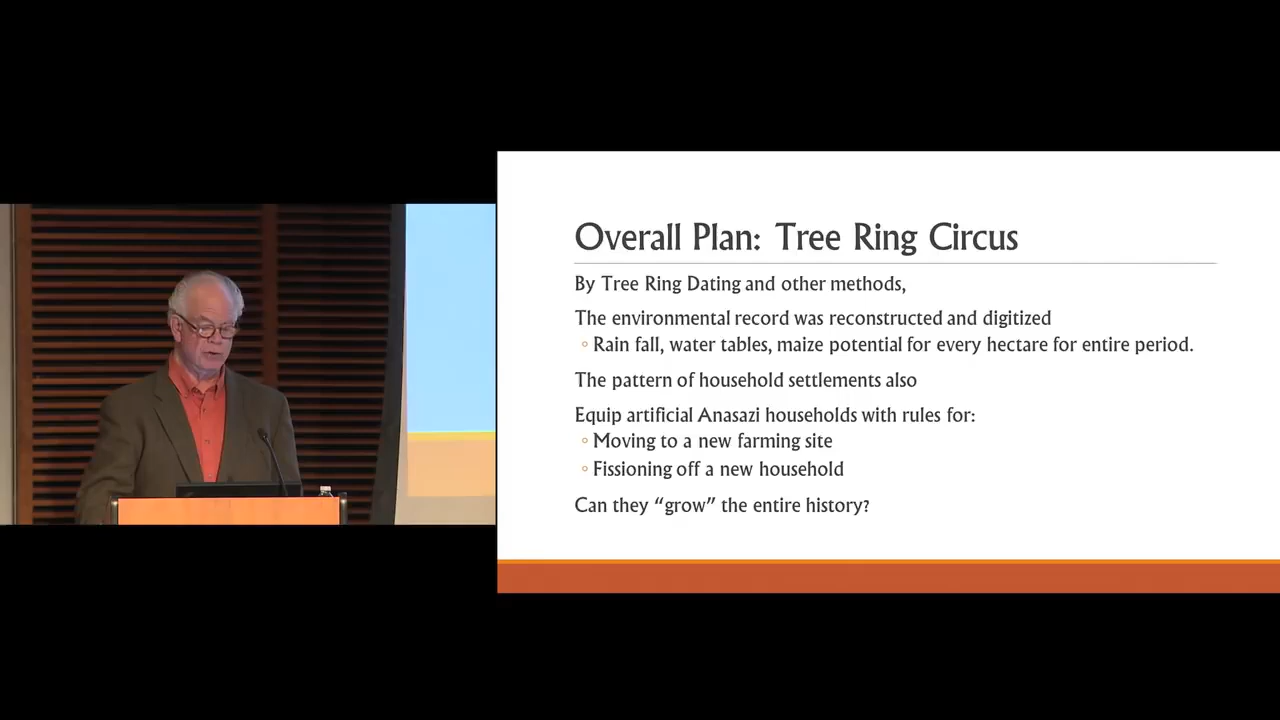 Overall Plan: Tree Ring Circus
By Tree Ring Dating and other methods,
The environmental record was reconstructed and digitized
◦ Rain fall, water tables, maize potential for every hectare for entire period.
The pattern of household settlements also
Equip artificial Anasazi households with rules for:
◦ Moving to a new farming site
◦ Fissioning off a new household
Can they “grow” the entire history?